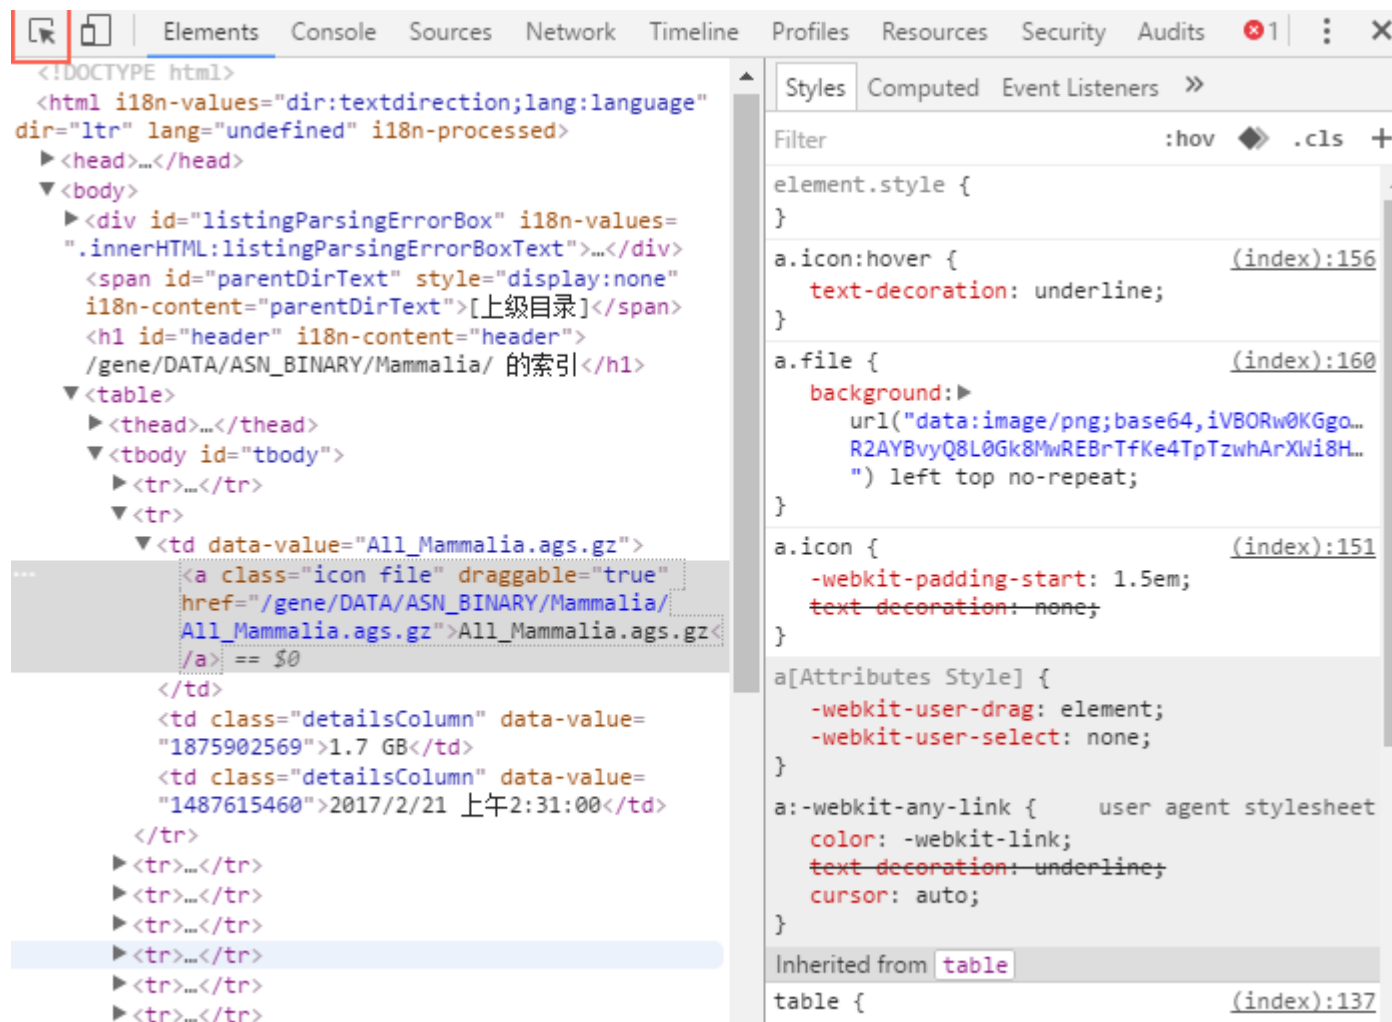 Elements Console Sources Network Timeline Profiles Resources Security Audits 1
<!DOCTYPE html>
<html i18n-values="dir:textdirection;lang:language"
dir="ltr" lang="undefined" i18n-processed>
<head>…</head>
<body>
<div id="listingParsingErrorBox" i18n-values=
".innerHTML:listingParsingErrorBoxText">…</div>
<span id="parentDirText" style="display:none"
i18n-content="parentDirText">[上级目录]</span>
<h1 id="header" i18n-content="header">
/gene/DATA/ASN_BINARY/Mammalia/ 的索引</h1>
<table>
<thead>…</thead>
<tbody id="tbody">
<tr>…</tr>
<tr>
<td data-value="All_Mammalia.ags.gz">
<a class="icon file" draggable="true"
href="/gene/DATA/ASN_BINARY/Mammalia/
All_Mammalia.ags.gz">All_Mammalia.ags.gz<
/a> == $0
</td>
<td class="detailsColumn" data-value=
"1875902569">1.7 GB</td>
<td class="detailsColumn" data-value=
"1487615460">2017/2/21 上午2:31:00</td>
</tr>
<tr>…</tr>
<tr>…</tr>
<tr>…</tr>
<tr>…</tr>
<tr>…</tr>
<tr>…</tr>
Styles Computed Event Listeners »
Filter :hov .cls +
element.style {
}
a.icon:hover { (index):156
text-decoration: underline;
}
a.file { (index):160
background:
url("data:image/png;base64,iVBORw0KGgo…
R2AYBvyQ8L0Gk8MwREBrTfKe4TpTzwhArXWi8H…
") left top no-repeat;
}
a.icon { (index):151
-webkit-padding-start: 1.5em;
text-decoration: none;
}
a[Attributes Style] {
-webkit-user-drag: element;
-webkit-user-select: none;
}
a:-webkit-any-link { user agent stylesheet
color: -webkit-link;
text-decoration: underline;
cursor: auto;
}
Inherited from table
table { (index):137